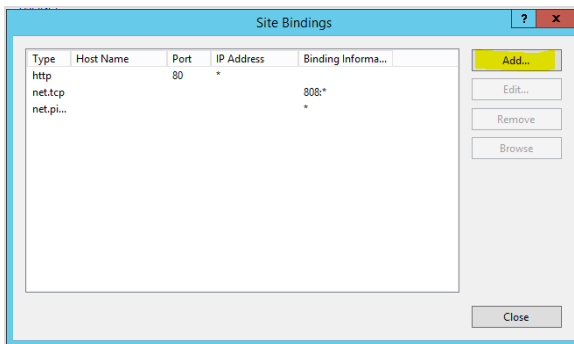 Site Bindings
? x
Type Host Name Port IP Address Binding Informa...
http 80 *
net.tcp 808:*
net.pi... *
Add...
Edit...
Remove
Browse
Close